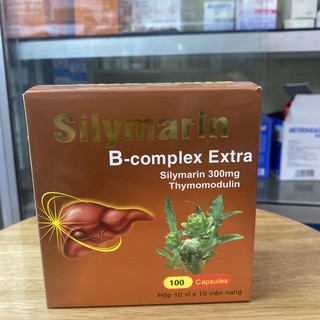 Silymarin
B-complex Extra
Silymarin 300mg
Thymomodulin
100 Capsules
Hộp 10 vỉ x 10 viên nang